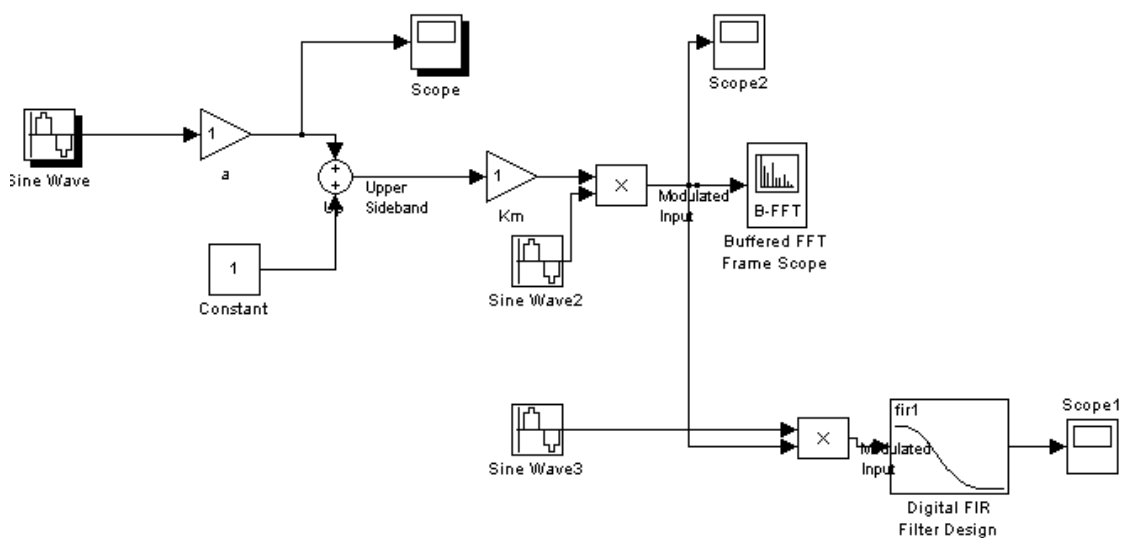 Scope
Scope2
1
Sine Wave
a
Upper
Sideband
1
Km
Modulated
Input
B-FFT
Buffered FFT
Frame Scope
1
Constant
Sine Wave2
Sine Wave3
fir1
Scope1
Modulated
Input
Digital FIR
Filter Design